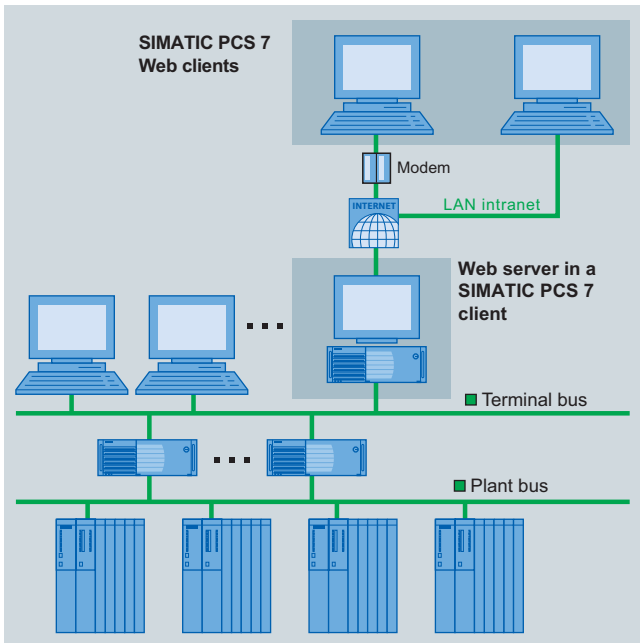 SIMATIC PCS 7
Web clients
Modem
INTERNET
LAN intranet
Web server in a
SIMATIC PCS 7
client
Terminal bus
Plant bus